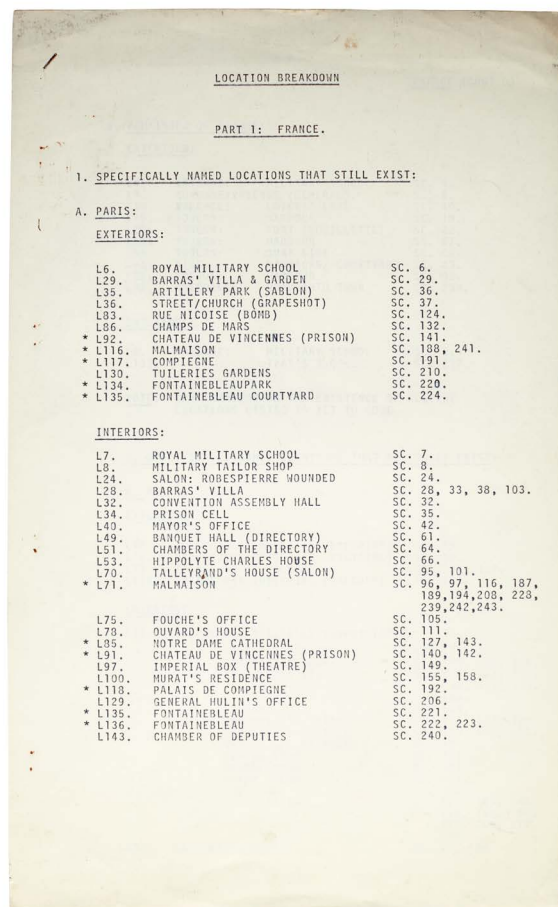 LOCATION BREAKDOWN
PART 1: FRANCE.
1. SPECIFICALLY NAMED LOCATIONS THAT STILL EXIST:
A. PARIS:
EXTERIORS:
L6. ROYAL MILITARY SCHOOL SC. 6.
L29. BARRAS' VILLA & GARDEN SC. 29.
L35. ARTILLERY PARK (SABLON) SC. 36.
L36. STREET/CHURCH (GRAPESHOT) SC. 37.
L83. RUE NICOISE (BOMB) SC. 124.
L86. CHAMPS DE MARS SC. 132.
* L92. CHATEAU DE VINCENNES (PRISON) SC. 141.
* L116. MALMAISON SC. 188, 241.
* L117. COMPIEGNE SC. 191.
L130. TUILERIES GARDENS SC. 210.
* L134. FONTAINEBLEAUPARK SC. 220.
* L135. FONTAINEBLEAU COURTYARD SC. 224.
INTERIORS:
L7. ROYAL MILITARY SCHOOL SC. 7.
L8. MILITARY TAILOR SHOP SC. 8.
L24. SALON: ROBESPIERRE WOUNDED SC. 24.
L28. BARRAS' VILLA SC. 28, 33, 38, 103.
L32. CONVENTION ASSEMBLY HALL SC. 32.
L34. PRISON CELL SC. 35.
L40. MAYOR'S OFFICE SC. 42.
L49. BANQUET HALL (DIRECTORY) SC. 61.
L51. CHAMBERS OF THE DIRECTORY SC. 64.
L53. HIPPOLYTE CHARLES HOUSE SC. 66.
L70. TALLEYRAND'S HOUSE (SALON) SC. 95, 101.
* L71. MALMAISON SC. 96, 97, 116, 187,
189,194,208, 228,
239,242,243.
L75. FOUCHE'S OFFICE SC. 105.
L78. OUVARD'S HOUSE SC. 111.
* L85. NOTRE DAME CATHEDRAL SC. 127, 143.
* L91. CHATEAU DE VINCENNES (PRISON) SC. 140, 142.
L97. IMPERIAL BOX (THEATRE) SC. 149.
L100. MURAT'S RESIDENCE SC. 155, 158.
* L118. PALAIS DE COMPIEGNE SC. 192.
L129. GENERAL HULIN'S OFFICE SC. 206.
* L135. FONTAINEBLEAU SC. 221.
* L136. FONTAINEBLEAU SC. 222, 223.
L143. CHAMBER OF DEPUTIES SC. 240.